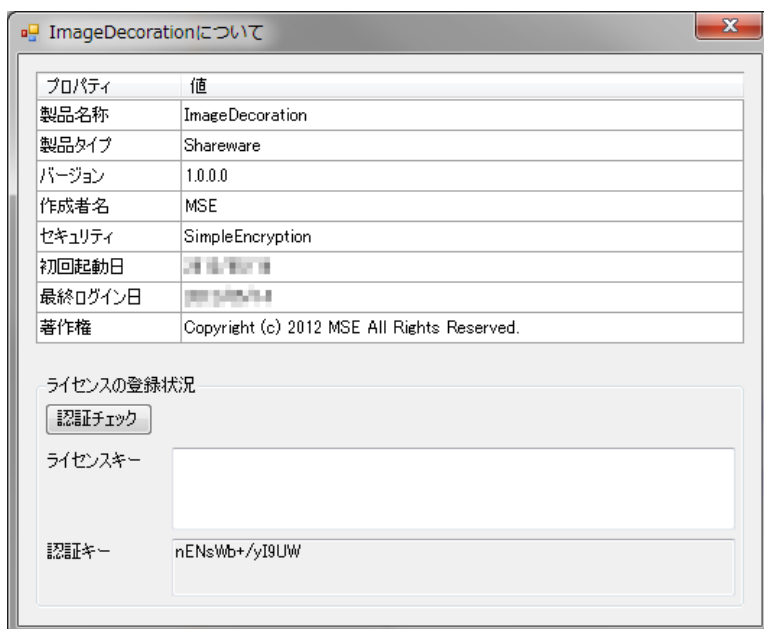 ImageDecorationについて
プロパティ 値
製品名称 ImageDecoration
製品タイプ Shareware
バージョン 1.0.0.0
作成者名 MSE
セキュリティ SimpleEncryption
初回起動日
最終ログイン日
著作権 Copyright (c) 2012 MSE All Rights Reserved.
ライセンスの登録状況
認証チェック
ライセンスキー
認証キー nENsWb+/yI9UW